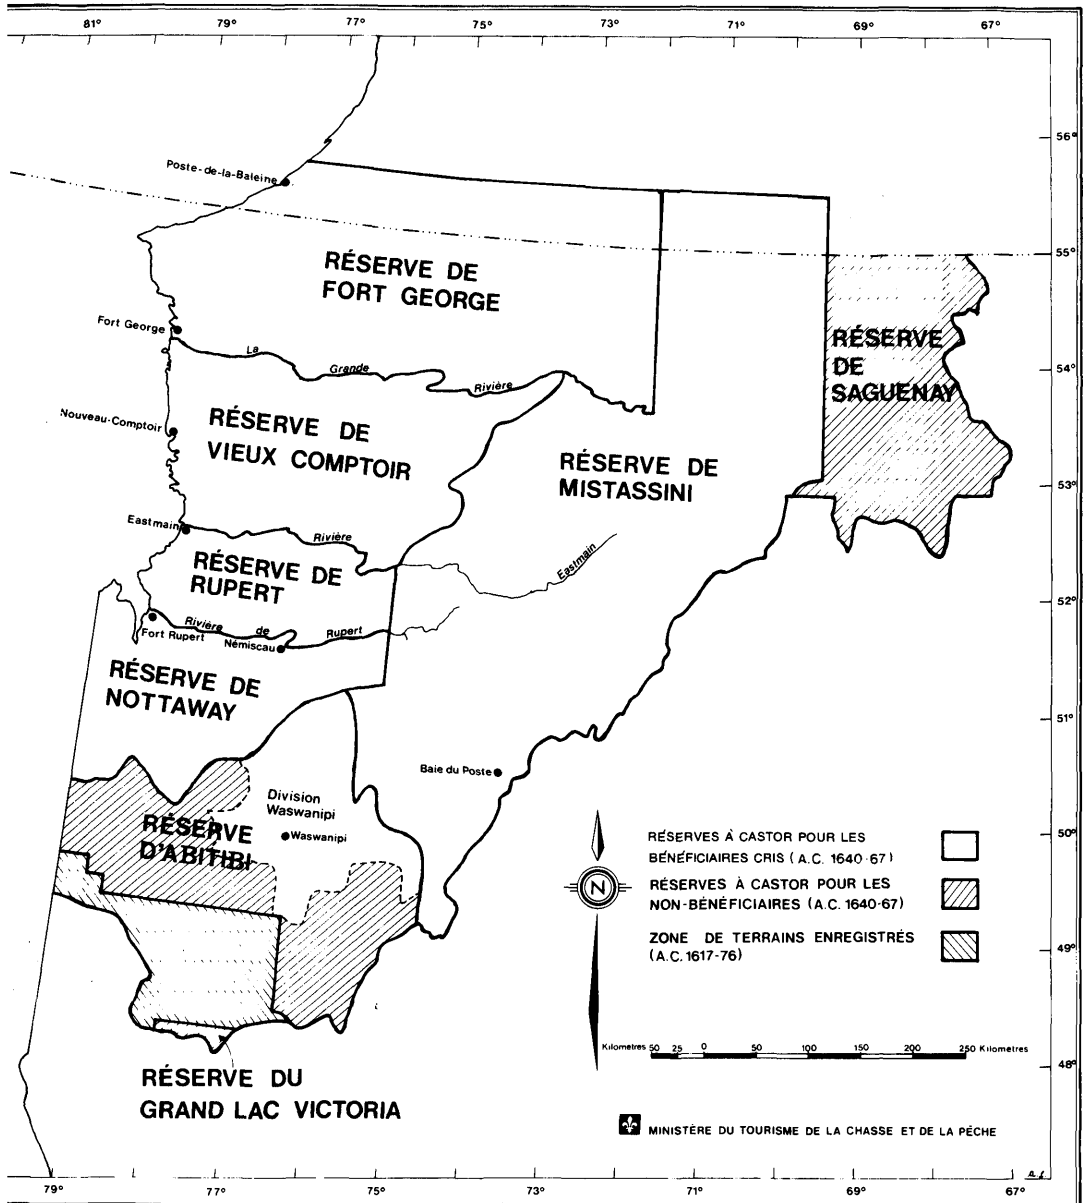 81° 79° 77° 75° 73° 71° 69° 67°
56°
Poste-de-la-Baleine
55°
RÉSERVE DE
FORT GEORGE
Fort George
La Grande Rivière
RÉSERVE
DE
SAGUENAY
54°
Nouveau-Comptoir
RÉSERVE DE
VIEUX COMPTOIR
RÉSERVE DE
MISTASSINI
53°
Eastmain
Rivière
Eastmain
RÉSERVE DE
RUPERT
52°
Rivière de Rupert
Fort Rupert
Némiscau
RÉSERVE DE
NOTTAWAY
51°
Baie du Poste
Division
Waswanipi
Waswanipi
RÉSERVE
D'ABITIBI
50°
RÉSERVES À CASTOR POUR LES
BÉNÉFICIAIRES CRIS (A.C. 1640-67)
RÉSERVES À CASTOR POUR LES
NON-BÉNÉFICIAIRES (A.C. 1640-67)
ZONE DE TERRAINS ENREGISTRÉS
(A.C. 1617-76)
N
49°
Kilomètres 50 25 0 50 100 150 200 250 Kilomètres
48°
RÉSERVE DU
GRAND LAC VICTORIA
MINISTÈRE DU TOURISME DE LA CHASSE ET DE LA PÊCHE
79° 77° 75° 73° 71° 69° 67°